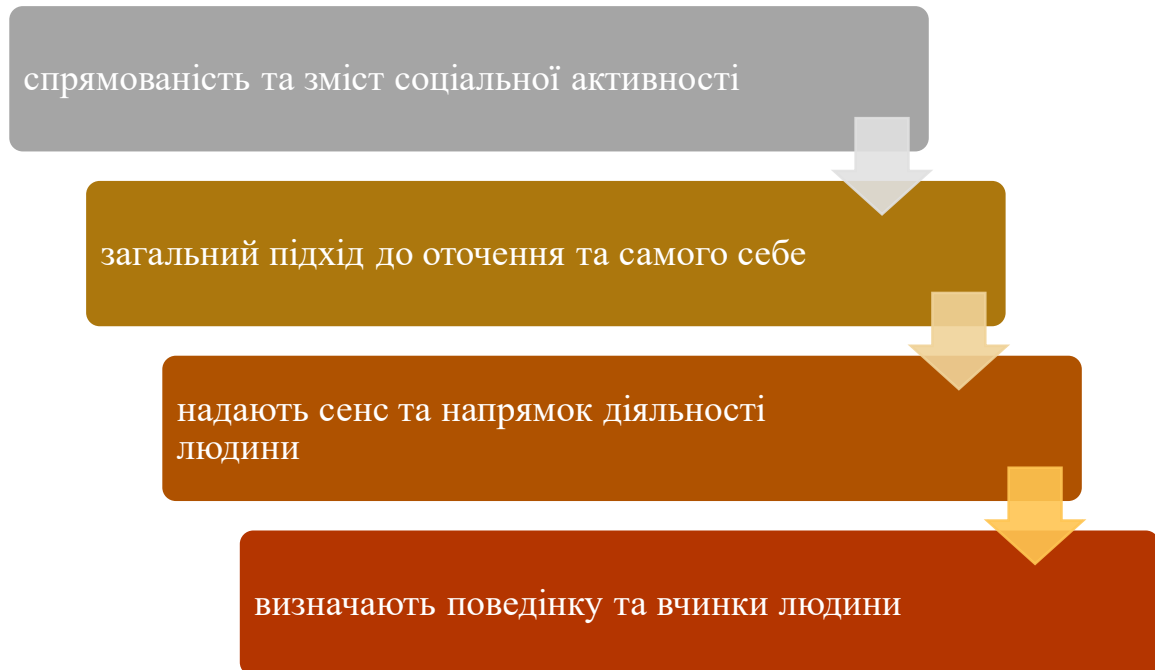 спрямованість та зміст соціальної активності
загальний підхід до оточення та самого себе
надають сенс та напрямок діяльності
людини
визначають поведінку та вчинки людини